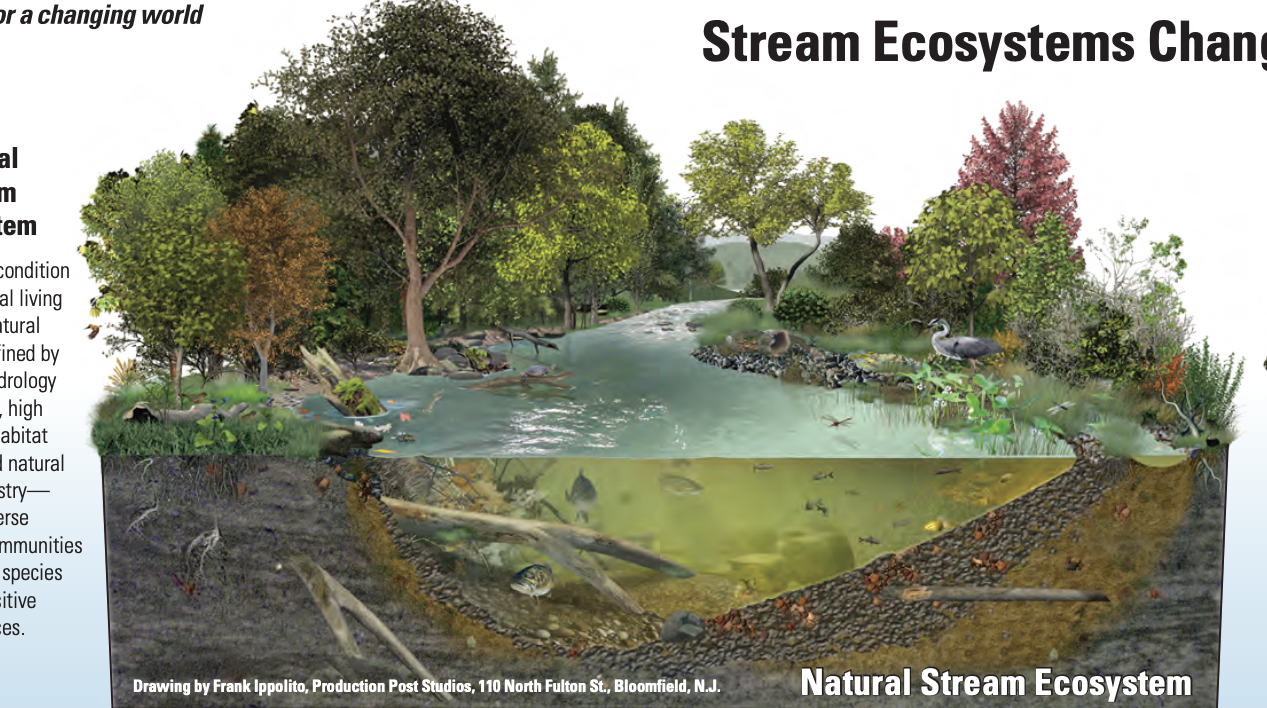 or a changing world
Stream Ecosystems Chang
al
m
tem
condition
al living
atural
fined by
drology
, high
abitat
d natural
stry—
erse
mmunities
species
sitive
ces.
Drawing by Frank Ippolito, Production Post Studios, 110 North Fulton St., Bloomfield, N.J.
Natural Stream Ecosystem